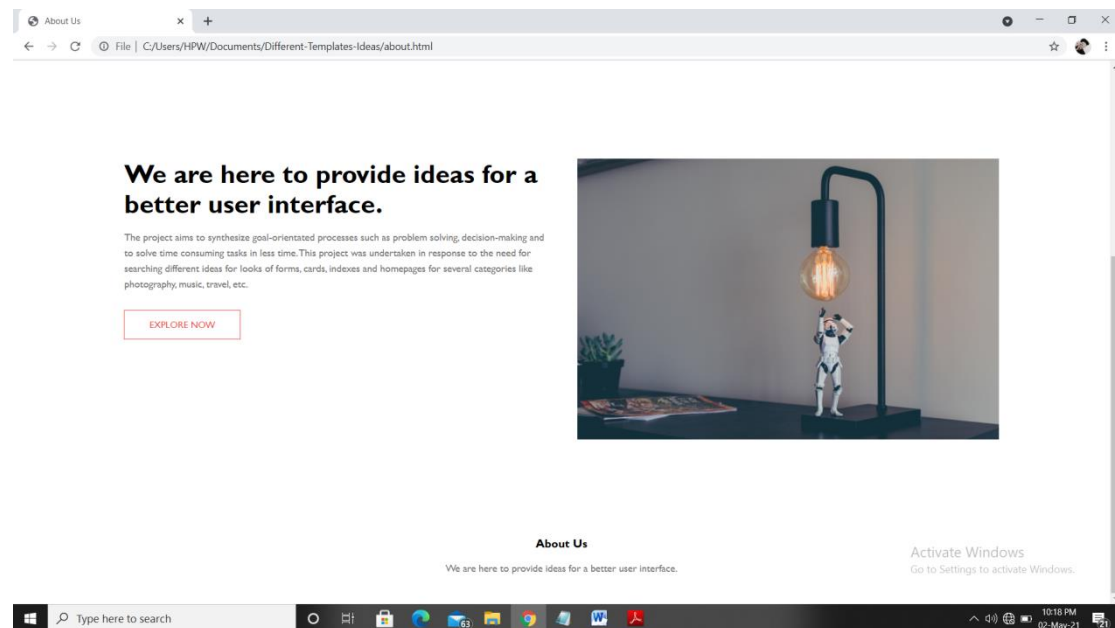 About Us
File | C:/Users/HPW/Documents/Different-Templates-Ideas/about.html
We are here to provide ideas for a
better user interface.
The project aims to synthesize goal-orientated processes such as problem solving, decision-making and
to solve time consuming tasks in less time. This project was undertaken in response to the need for
searching different ideas for looks of forms, cards, indexes and homepages for several categories like
photography, music, travel, etc.
EXPLORE NOW
About Us
We are here to provide ideas for a better user interface.
Activate Windows
Go to Settings to activate Windows.
Type here to search
63
W
10:18 PM
02-May-21
21